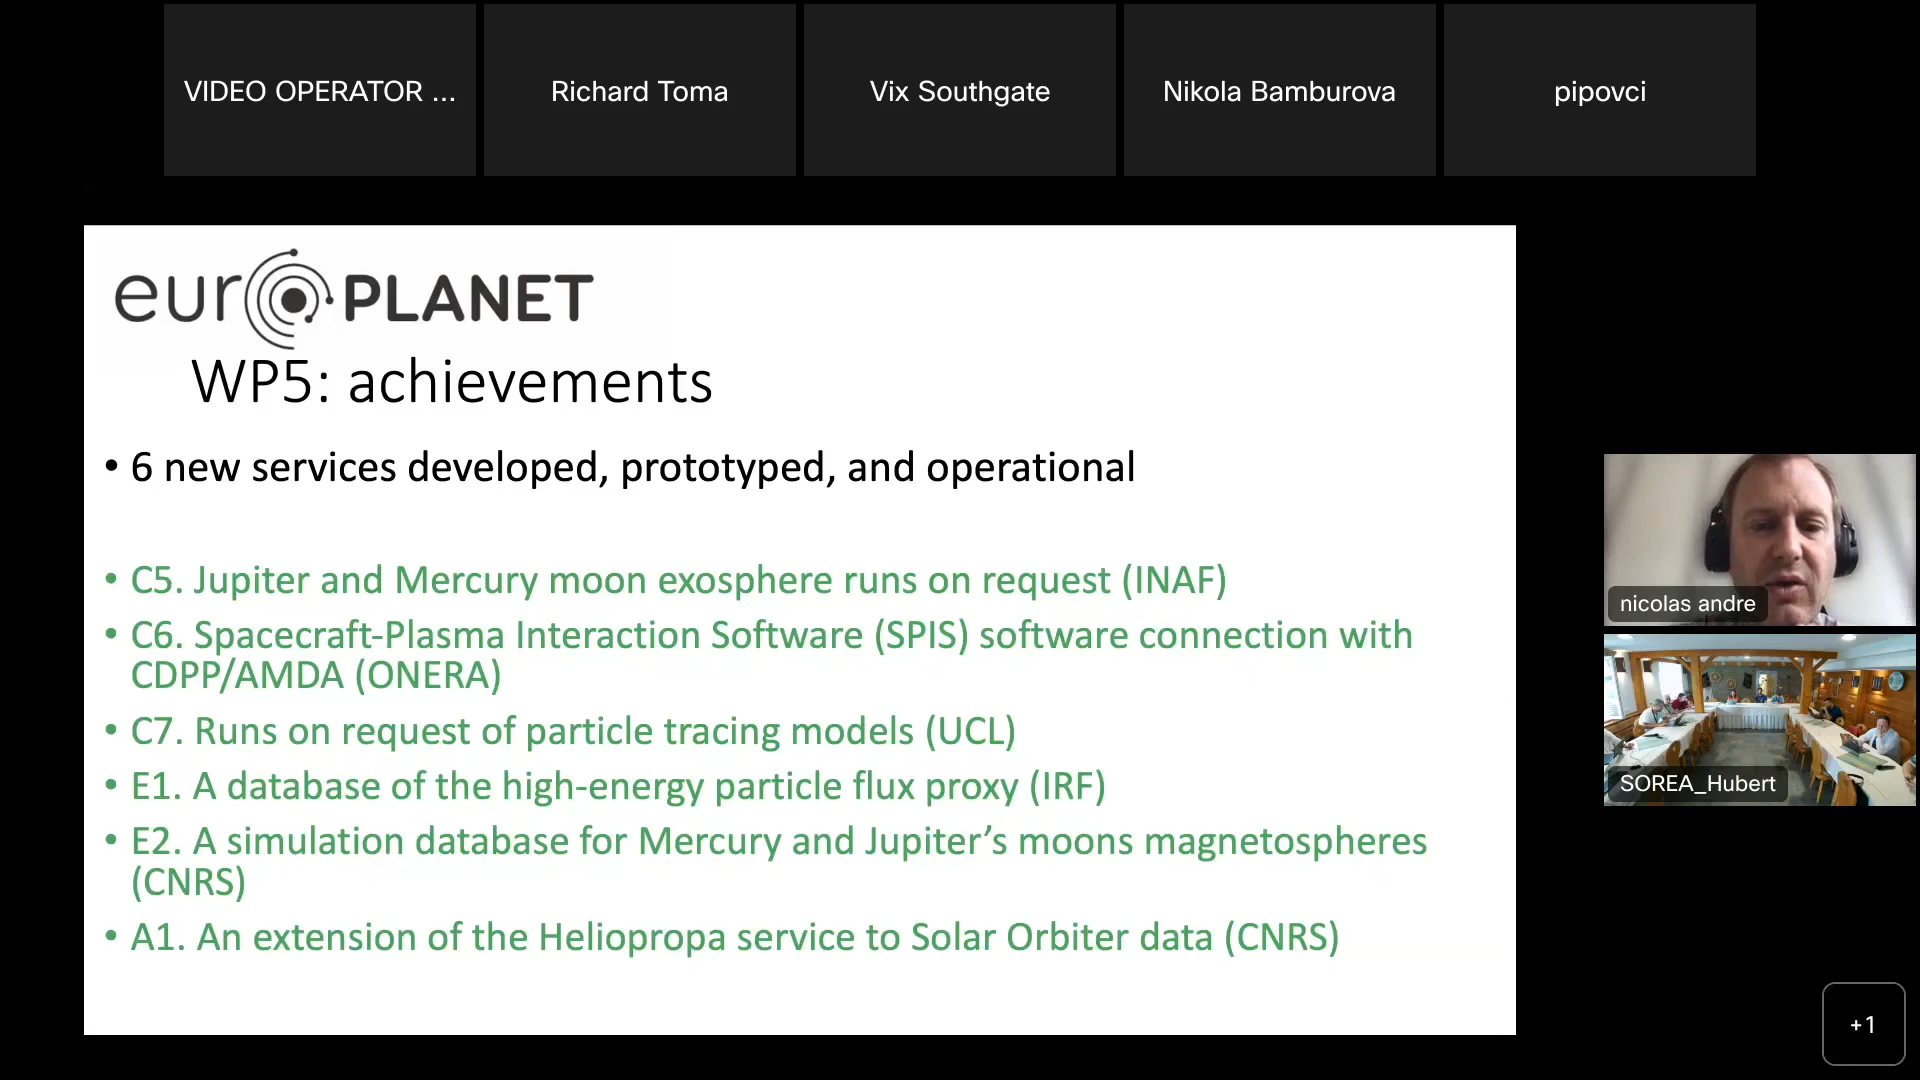 VIDEO OPERATOR ...
Richard Toma
Vix Southgate
Nikola Bamburova
pipovci
eur PLANET
WP5: achievements
• 6 new services developed, prototyped, and operational
• C5. Jupiter and Mercury moon exosphere runs on request (INAF)
• C6. Spacecraft-Plasma Interaction Software (SPIS) software connection with
CDPP/AMDA (ONERA)
• C7. Runs on request of particle tracing models (UCL)
• E1. A database of the high-energy particle flux proxy (IRF)
• E2. A simulation database for Mercury and Jupiter’s moons magnetospheres
(CNRS)
• A1. An extension of the Heliopropa service to Solar Orbiter data (CNRS)
nicolas andre
SOREA_Hubert
+1